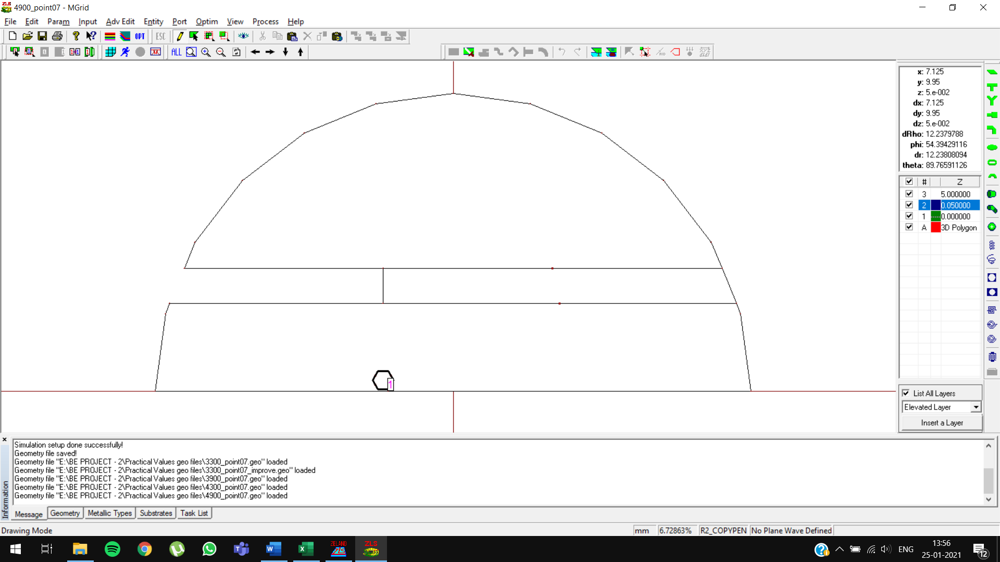 4900_point07 - MGrid
File Edit Param Input Adv Edit Entity Port Optim View Process Help
OPT ESC
ALL
x: 7.125
y: 9.95
z: 5.e-002
dx: 7.125
dy: 9.95
dz: 5.e-002
dRho: 12.2379788
phi: 54.39429116
dr: 12.23808094
theta: 89.76591126
# Z
3 5.000000
2 0.050000
1 0.000000
A 3D Polygon
1
List All Layers
Elevated Layer
Insert a Layer
Information
Simulation setup done successfully!
Geometry file saved!
Geometry file "E:\BE PROJECT - 2\Practical Values geo files\3300_point07.geo" loaded
Geometry file "E:\BE PROJECT - 2\Practical Values geo files\3300_point07_improve.geo" loaded
Geometry file "E:\BE PROJECT - 2\Practical Values geo files\3900_point07.geo" loaded
Geometry file "E:\BE PROJECT - 2\Practical Values geo files\4300_point07.geo" loaded
Geometry file "E:\BE PROJECT - 2\Practical Values geo files\4900_point07.geo" loaded
Message Geometry Metallic Types Substrates Task List
Drawing Mode mm 6.72863% R2_COPYPEN No Plane Wave Defined
ZELAND ZLS
ENG 13:56
25-01-2021 12